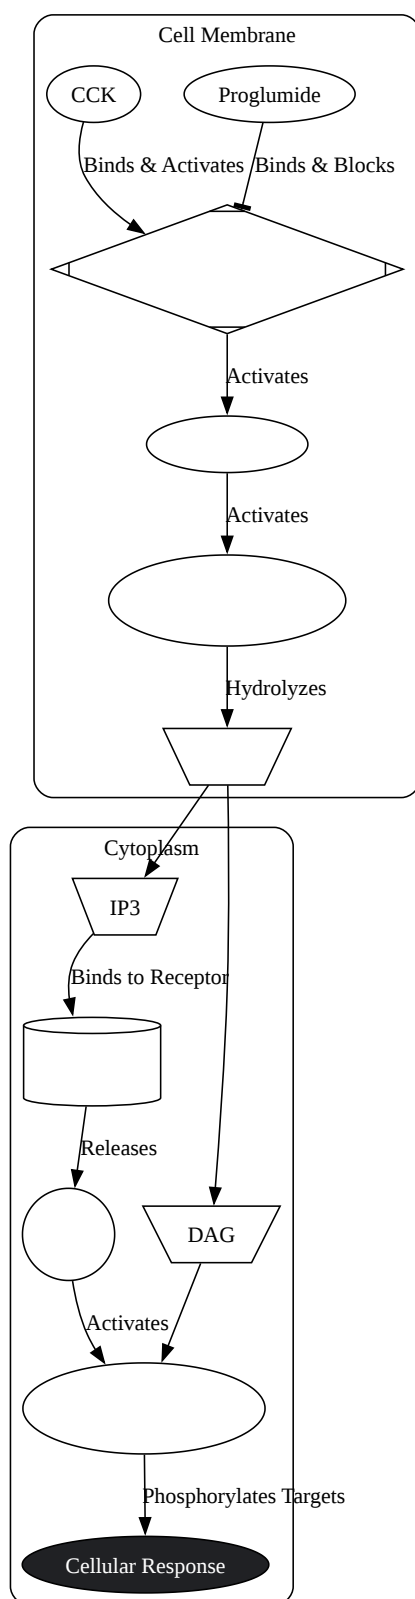 Cell Membrane
CCK
Proglumide
Binds & Activates
Binds & Blocks
Activates
Activates
Hydrolyzes
Cytoplasm
IP3
Binds to Receptor
Releases
DAG
Activates
Phosphorylates Targets
Cellular Response